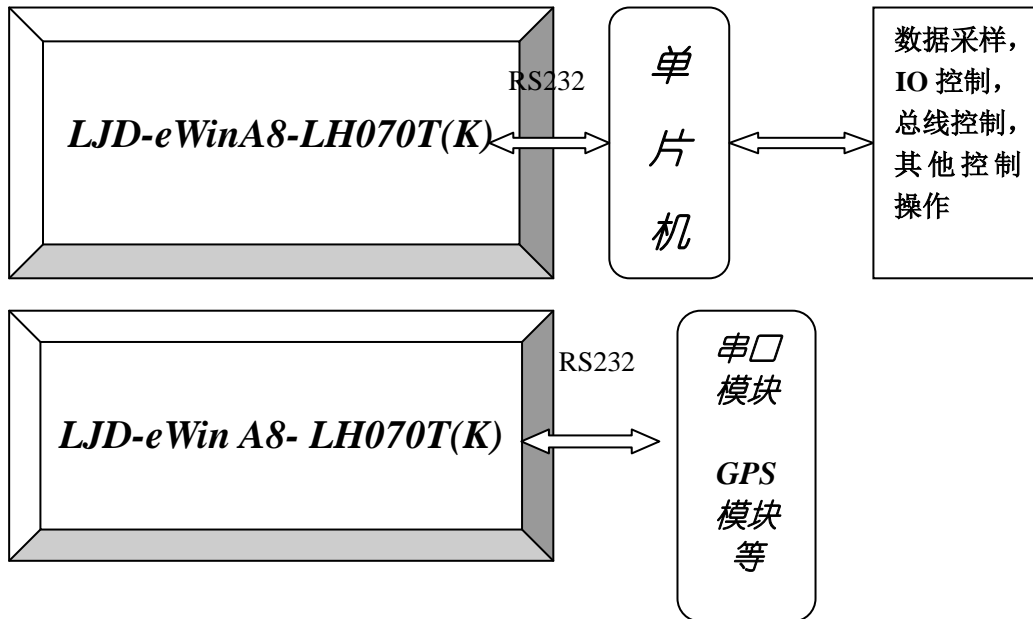 LJD-eWinA8-LH070T(K)
RS232
单
片
机
数据采样，
IO 控制，
总线控制，
其他控制
操作
LJD-eWin A8- LH070T(K)
RS232
串口
模块
GPS
模块
等